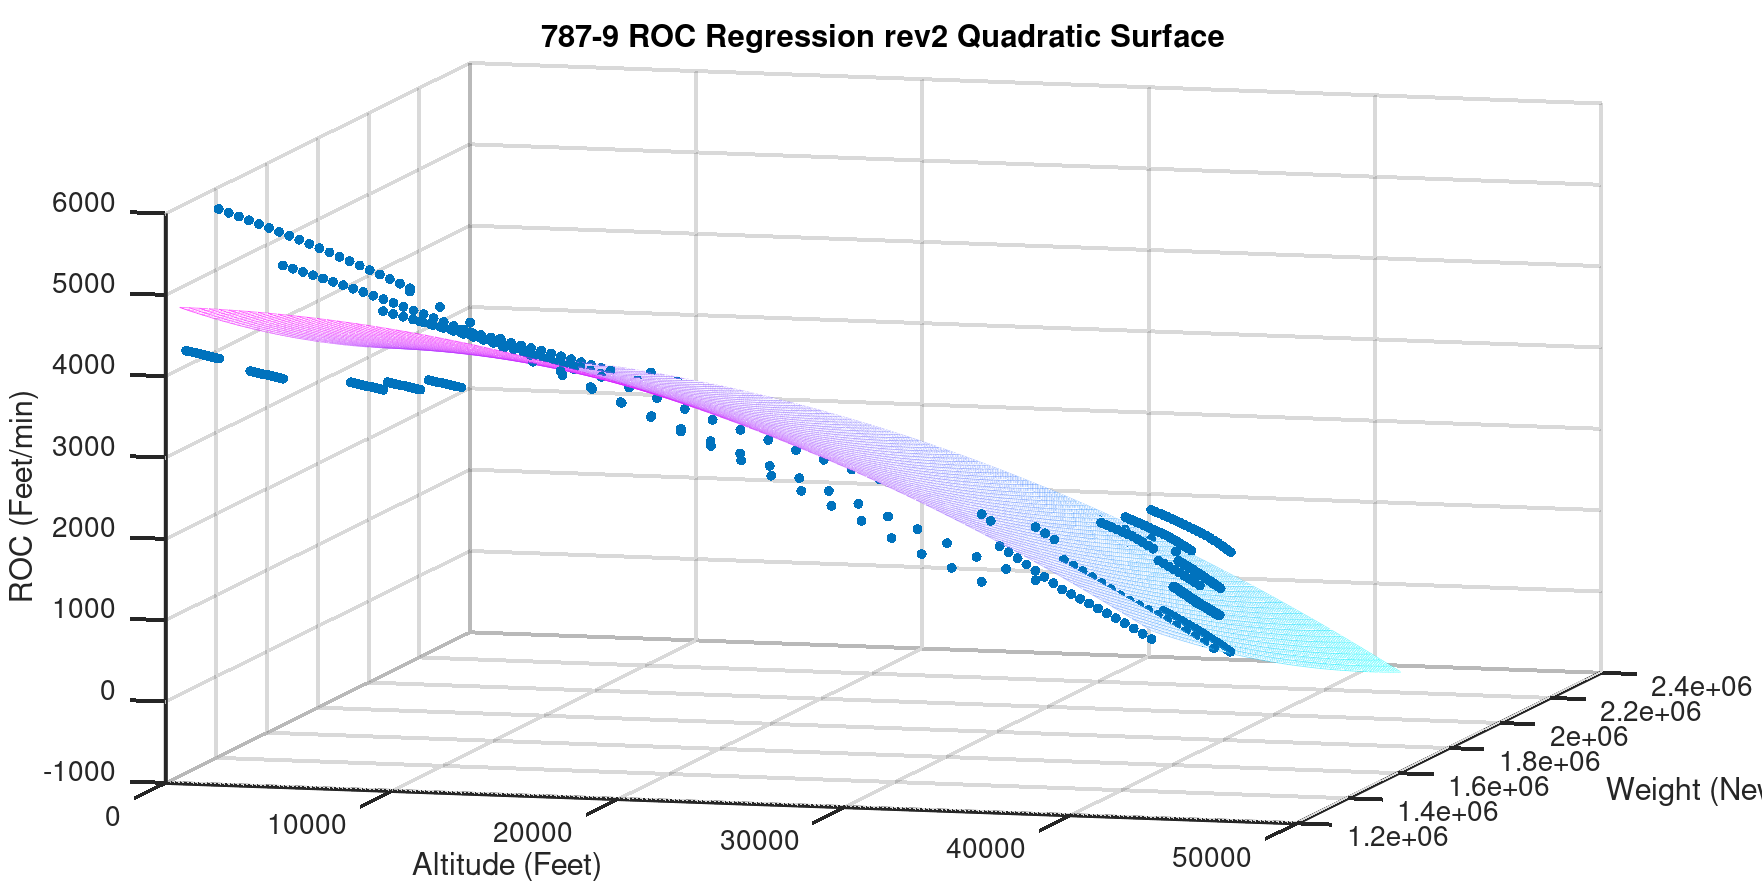 787-9 ROC Regression rev2 Quadratic Surface
6000
5000
4000
3000
2000
1000
0
-1000
ROC (Feet/min)
0
10000
20000
30000
40000
50000
Altitude (Feet)
2.4e+06
2.2e+06
2e+06
1.8e+06
1.6e+06
1.4e+06
1.2e+06
Weight (New